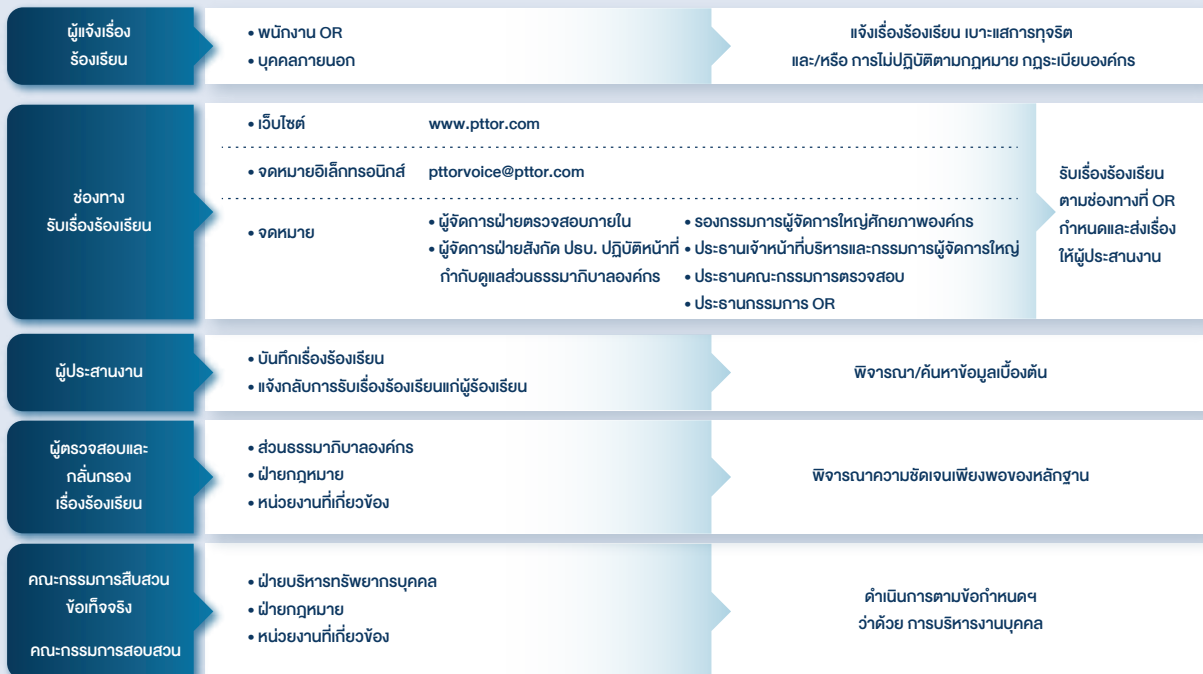 ผู้แจ้งเรื่อง
ร้องเรียน
• พนักงาน OR
• บุคคลภายนอก
แจ้งเรื่องร้องเรียน เบาะแสการทุจริต
และ/หรือ การไม่ปฏิบัติตามกฎหมาย กฎระเบียบองค์กร
ช่องทาง
รับเรื่องร้องเรียน
• เว็บไซต์ www.pttor.com
• จดหมายอิเล็กทรอนิกส์ pttorvoice@pttor.com
• จดหมาย
• ผู้จัดการฝ่ายตรวจสอบภายใน
• ผู้จัดการฝ่ายสังกัด ปธบ. ปฏิบัติหน้าที่
กำกับดูแลส่วนธรรมาภิบาลองค์กร
• รองกรรมการผู้จัดการใหญ่ศักยภาพองค์กร
• ประธานเจ้าหน้าที่บริหารและกรรมการผู้จัดการใหญ่
• ประธานคณะกรรมการตรวจสอบ
• ประธานกรรมการ OR
รับเรื่องร้องเรียน
ตามช่องทางที่ OR
กำหนดและส่งเรื่อง
ให้ผู้ประสานงาน
ผู้ประสานงาน
• บันทึกเรื่องร้องเรียน
• แจ้งกลับการรับเรื่องร้องเรียนแก่ผู้ร้องเรียน
พิจารณา/ค้นหาข้อมูลเบื้องต้น
ผู้ตรวจสอบและ
กลั่นกรอง
เรื่องร้องเรียน
• ส่วนธรรมาภิบาลองค์กร
• ฝ่ายกฎหมาย
• หน่วยงานที่เกี่ยวข้อง
พิจารณาความชัดเจนเพียงพอของหลักฐาน
คณะกรรมการสืบสวน
ข้อเท็จจริง
คณะกรรมการสอบสวน
• ฝ่ายบริหารทรัพยากรบุคคล
• ฝ่ายกฎหมาย
• หน่วยงานที่เกี่ยวข้อง
ดำเนินการตามข้อกำหนดฯ
ว่าด้วย การบริหารงานบุคคล